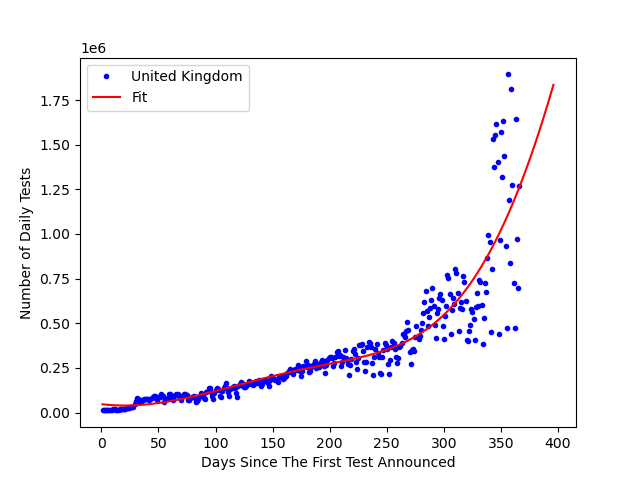 1e6
United Kingdom
Fit
1.75
1.50
1.25
1.0
0.75
0.50
0.25
0.00
Number of Daily Tests
0 50 100 150 200 250 300 350 400
Days Since The First Test Announced